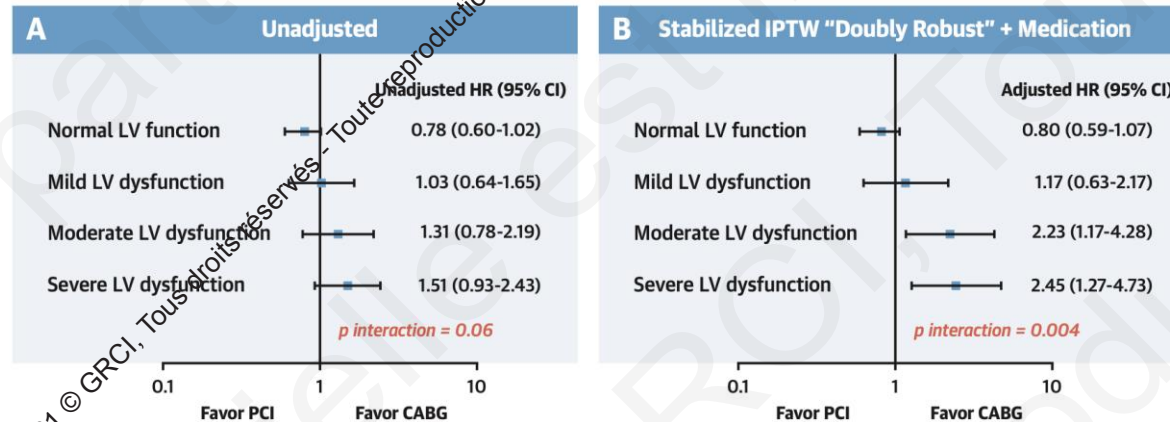 A Unadjusted
Unadjusted HR (95% CI)
Normal LV function 0.78 (0.60-1.02)
Mild LV dysfunction 1.03 (0.64-1.65)
Moderate LV dysfunction 1.31 (0.78-2.19)
Severe LV dysfunction 1.51 (0.93-2.43)
p interaction = 0.06
0.1 1 10
Favor PCI Favor CABG
B Stabilized IPTW "Doubly Robust" + Medication
Adjusted HR (95% CI)
Normal LV function 0.80 (0.59-1.07)
Mild LV dysfunction 1.17 (0.63-2.17)
Moderate LV dysfunction 2.23 (1.17-4.28)
Severe LV dysfunction 2.45 (1.27-4.73)
p interaction = 0.004
0.1 1 10
Favor PCI Favor CABG
© GRCI, Tous droits réservés - Toute reproduction